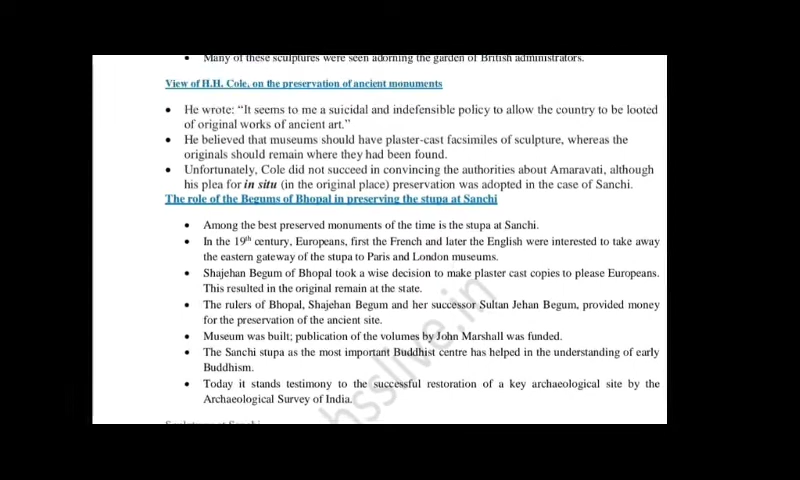 • Many of these sculptures were seen adorning the garden of British administrators.
View of H.H. Cole, on the preservation of ancient monuments
• He wrote: “It seems to me a suicidal and indefensible policy to allow the country to be looted
of original works of ancient art.”
• He believed that museums should have plaster-cast facsimiles of sculpture, whereas the
originals should remain where they had been found.
• Unfortunately, Cole did not succeed in convincing the authorities about Amaravati, although
his plea for in situ (in the original place) preservation was adopted in the case of Sanchi.
The role of the Begums of Bhopal in preserving the stupa at Sanchi
• Among the best preserved monuments of the time is the stupa at Sanchi.
• In the 19th century, Europeans, first the French and later the English were interested to take away
the eastern gateway of the stupa to Paris and London museums.
• Shajehan Begum of Bhopal took a wise decision to make plaster cast copies to please Europeans.
This resulted in the original remain at the state.
• The rulers of Bhopal, Shajehan Begum and her successor Sultan Jehan Begum, provided money
for the preservation of the ancient site.
• Museum was built; publication of the volumes by John Marshall was funded.
• The Sanchi stupa as the most important Buddhist centre has helped in the understanding of early
Buddhism.
• Today it stands testimony to the successful restoration of a key archaeological site by the
Archaeological Survey of India.
hsslive.in